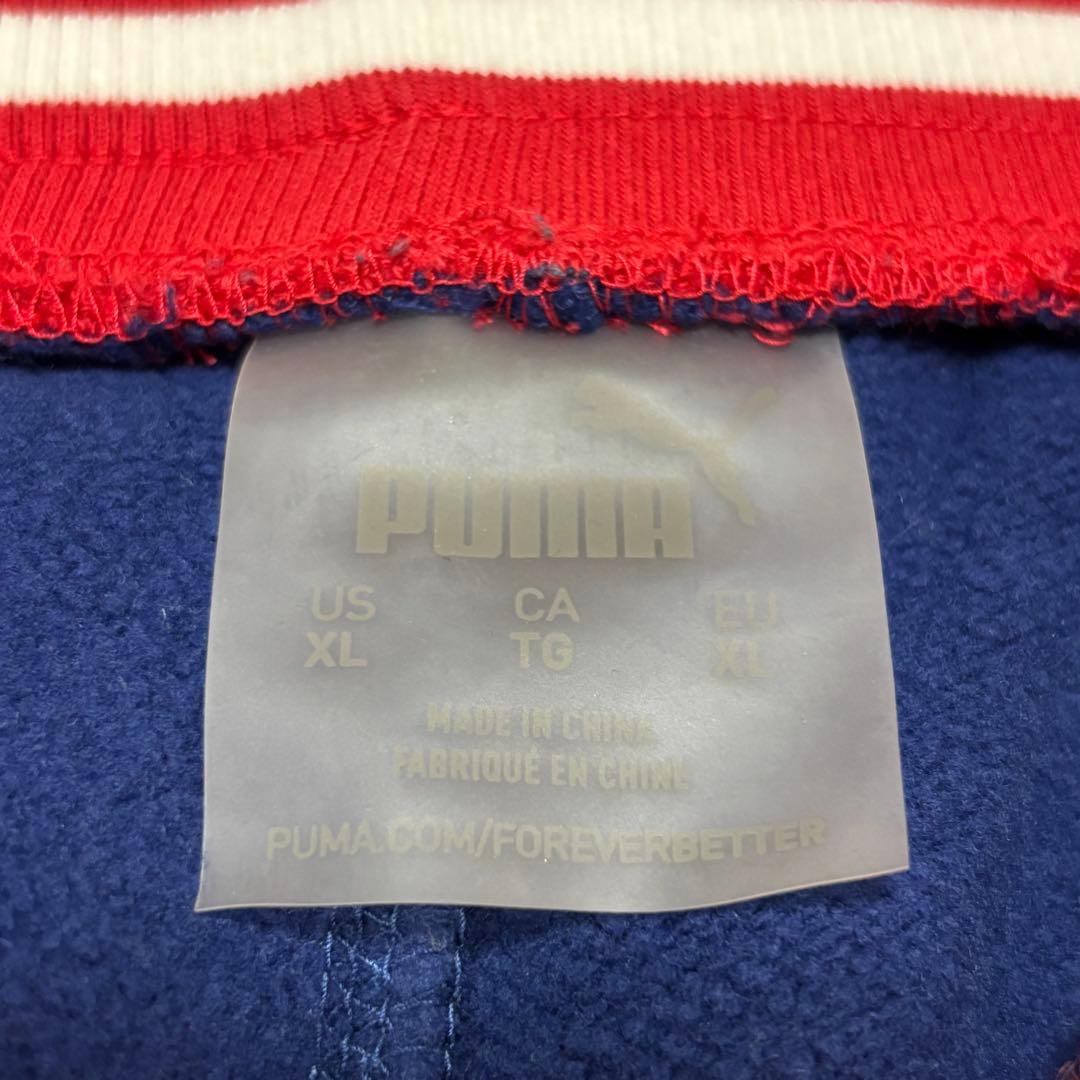 PUMA
US CA EU
XL TG XL
MADE IN CHINA
FABRIQUÉ EN CHINE
PUMA.COM/FOREVERBETTER